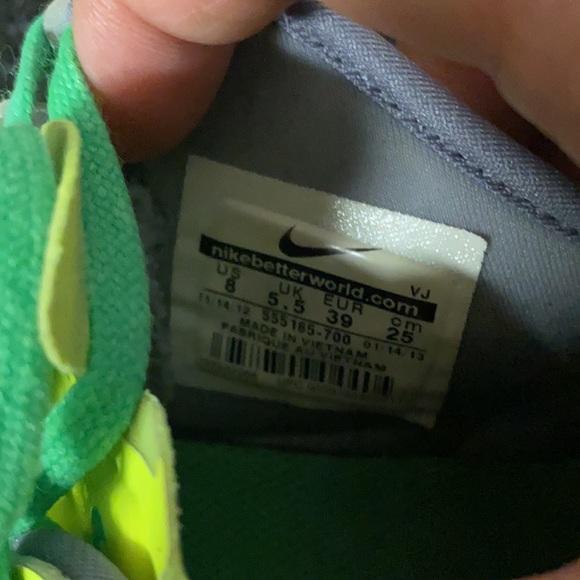 nikebetterworld.com
VJ
US UK EUR cm
8 5.5 39 25
11/14/12 555185-700 01/14/13
MADE IN VIETNAM
FABRIQUE AU VIETNAM